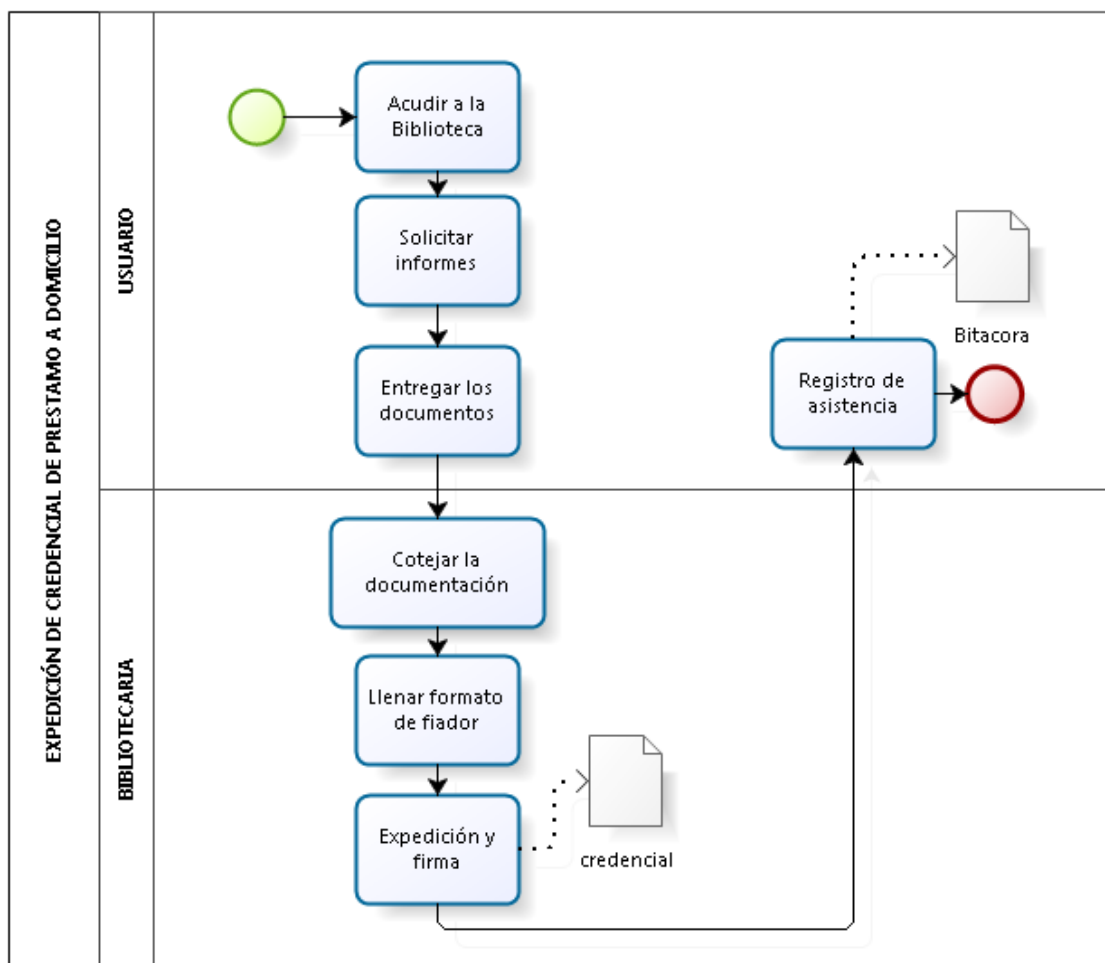 EXPEDICIÓN DE CREDENCIAL DE PRESTAMO A DOMICILIO
USUARIO
Acudir a la
Biblioteca
Solicitar
informes
Entregar los
documentos
Bitacora
Registro de
asistencia
BIBLIOTECARIA
Cotejar la
documentación
Llenar formato
de fiador
Expedición y
firma
credencial